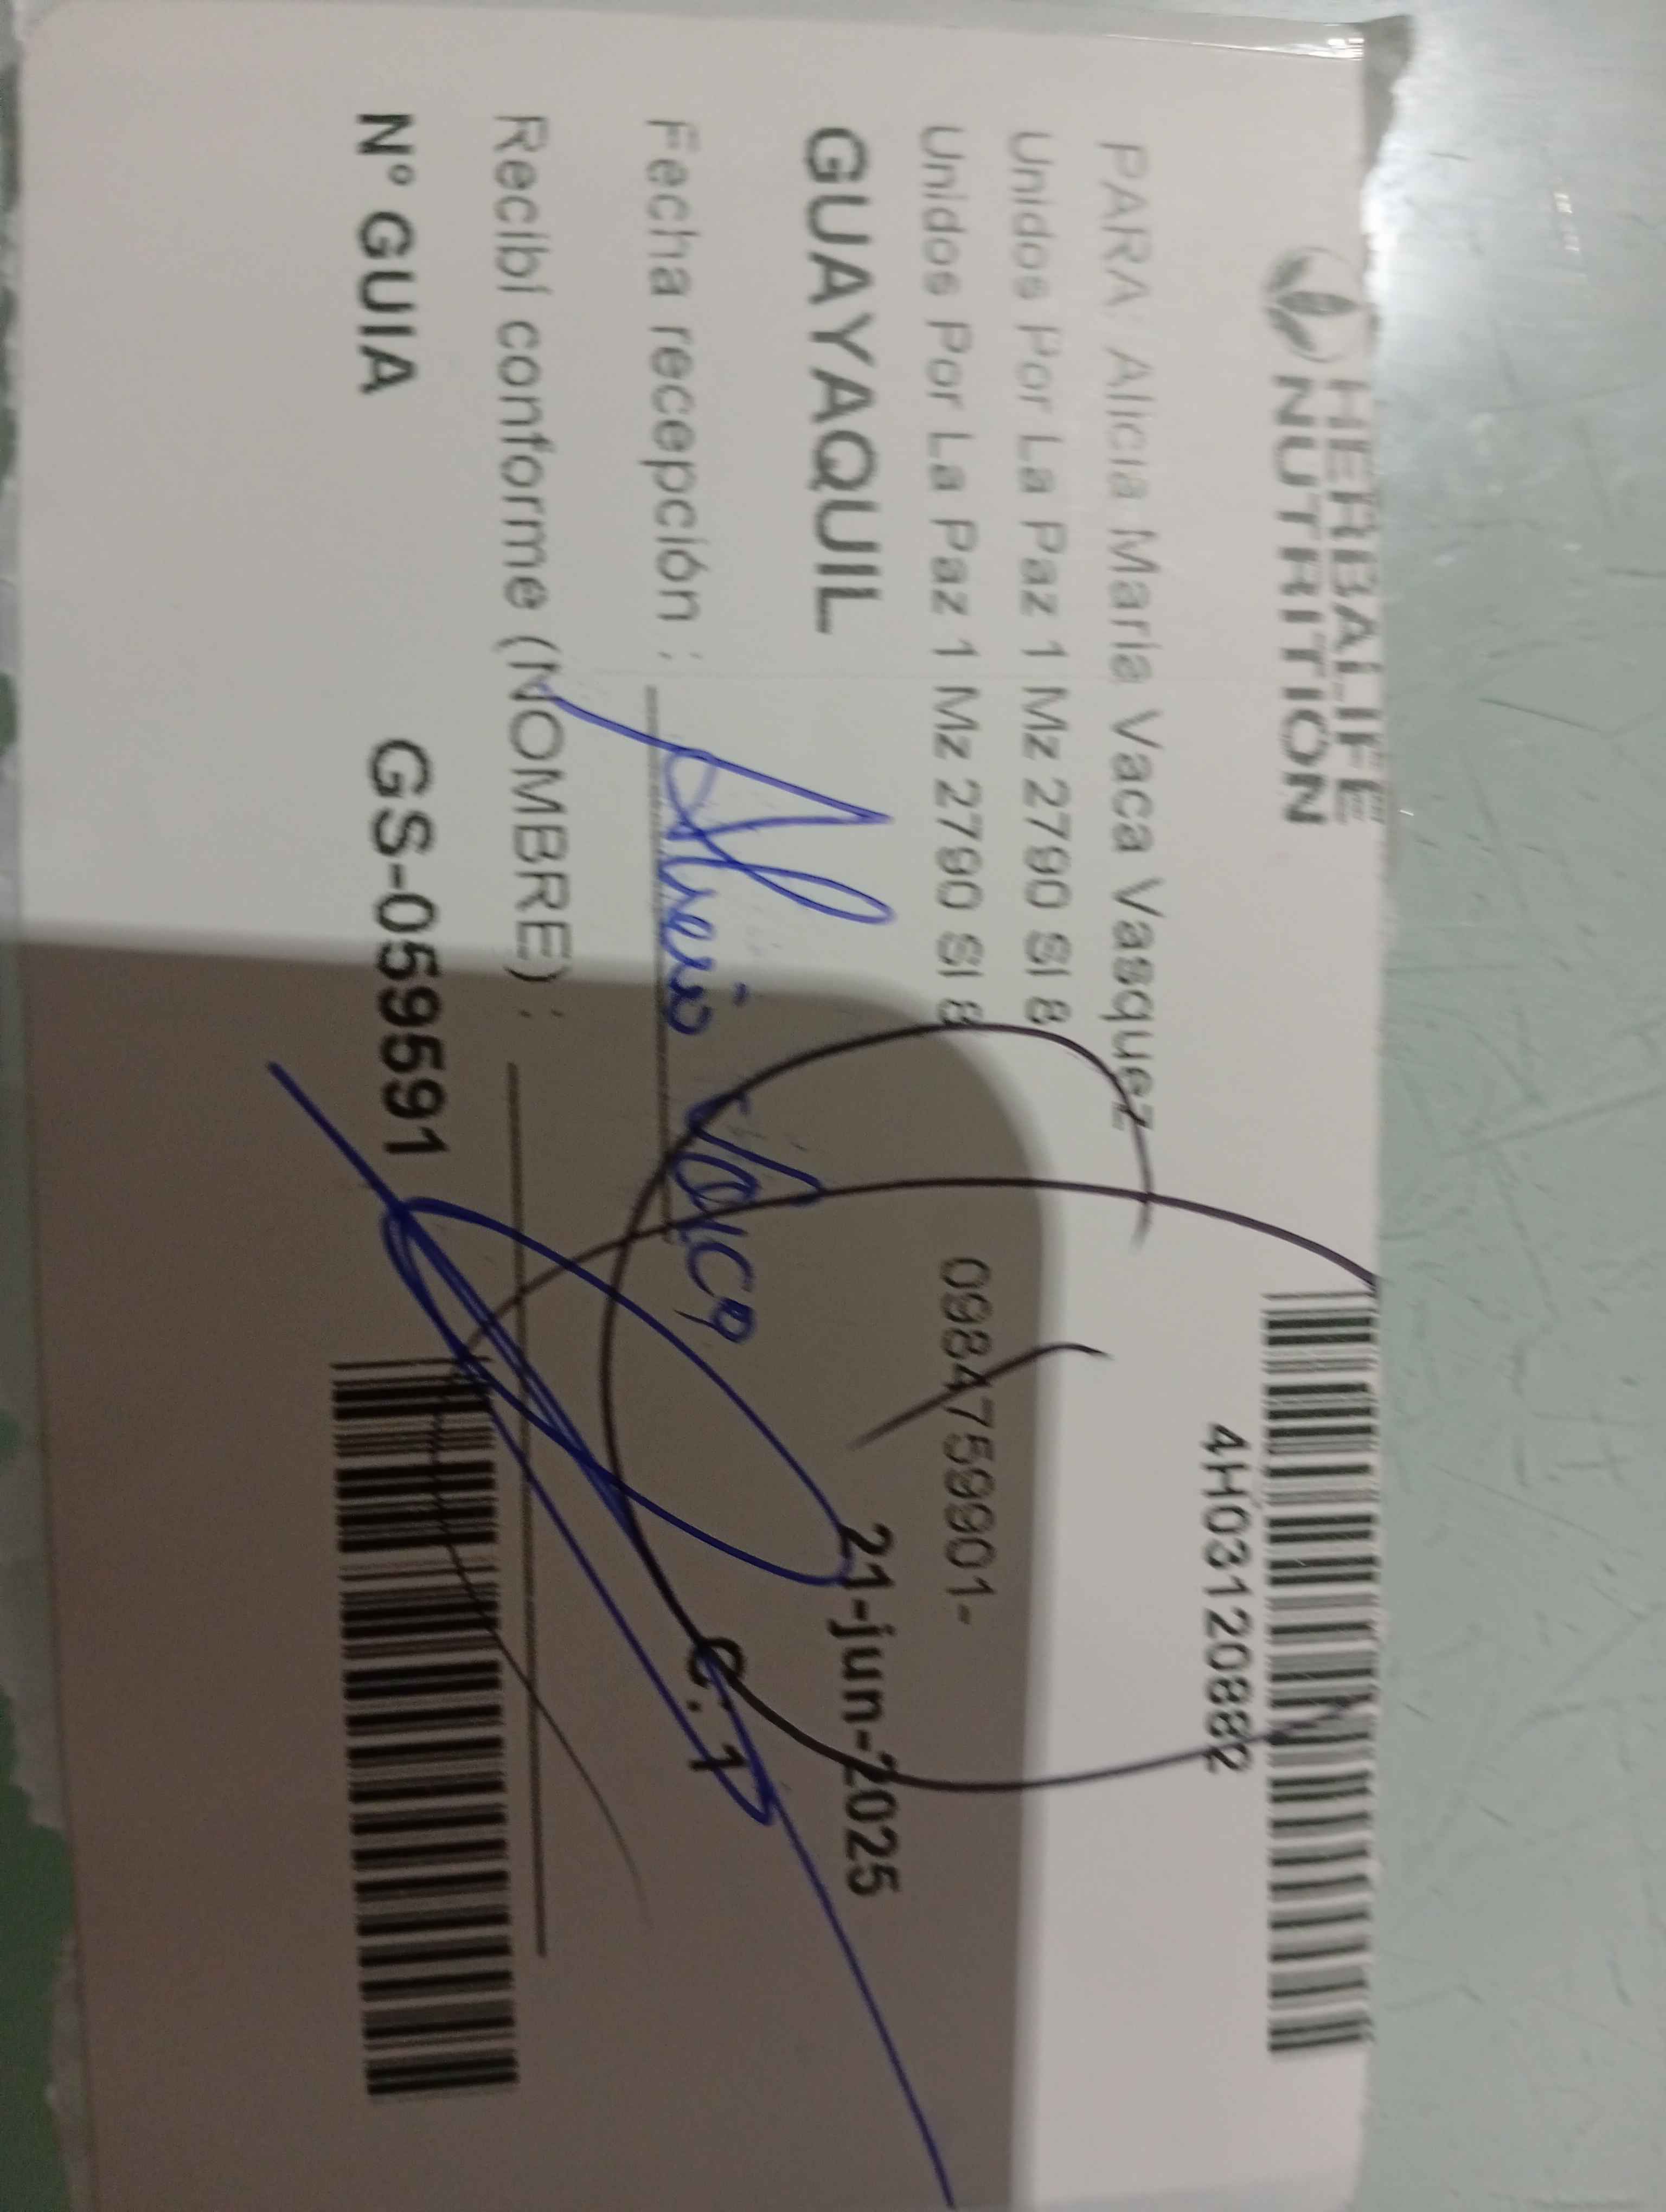 HERBALIFE
NUTRITION
4H03120882
PARA: Alicia Maria Vaca Vasquez
Unidos Por La Paz 1 Mz 2790 Sl 8
Unidos Por La Paz 1 Mz 2790 Sl 8
0984759901-
GUAYAQUIL
21-jun-2025
Fecha recepción :
Vaca
C. 1
Recibí conforme (NOMBRE) :
Nº GUIA GS-059591